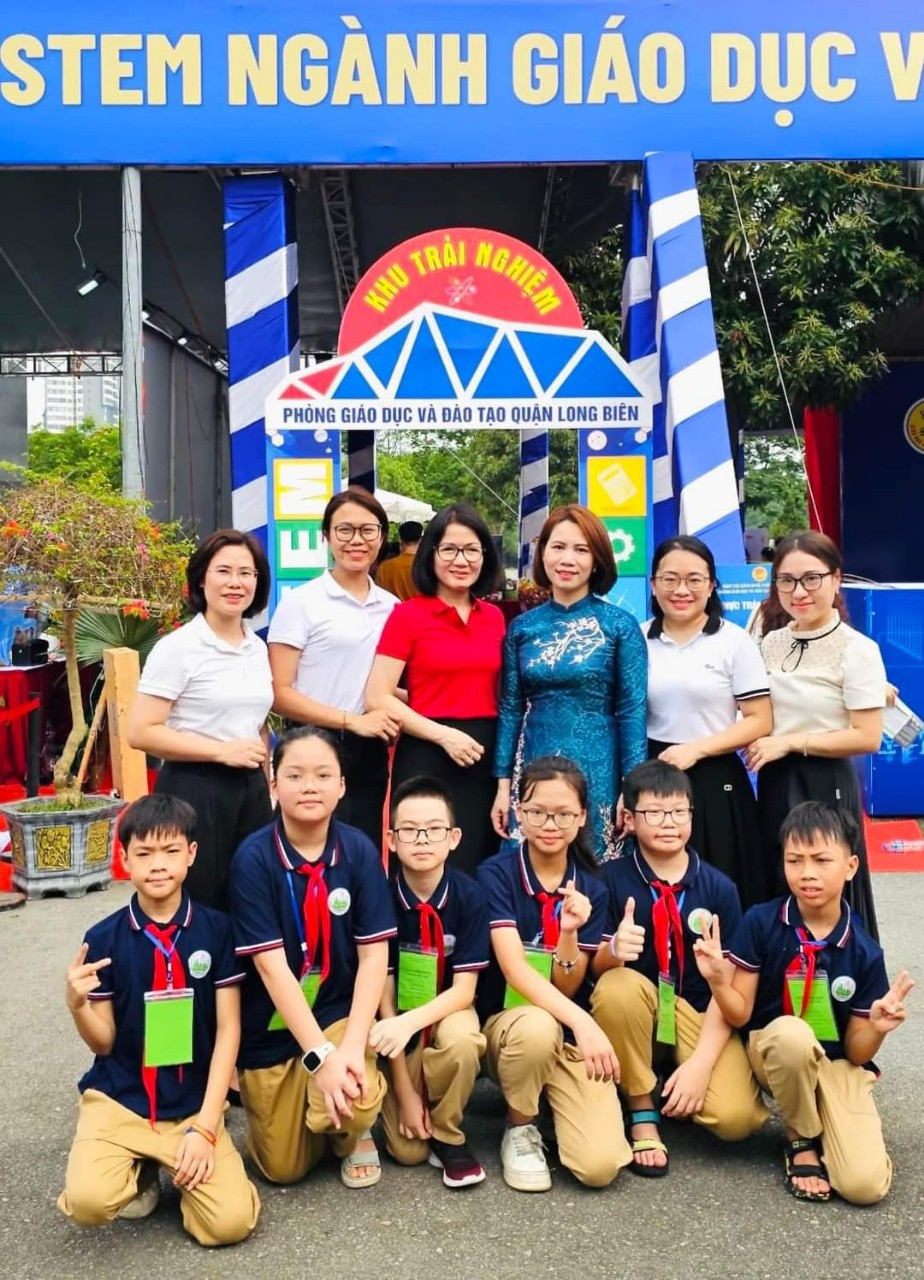 STEM NGÀNH GIÁO DỤC V
KHU TRẢI NGHIỆM
PHÒNG GIÁO DỤC VÀ ĐÀO TẠO QUẬN LONG BIÊN
EM